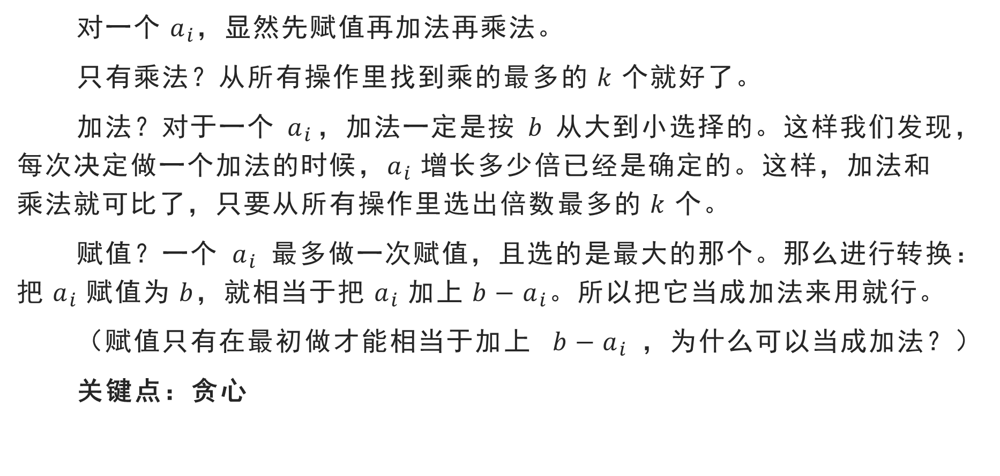 对一个 𝑎ᵢ，显然先赋值再加法再乘法。
只有乘法？从所有操作里找到乘的最多的 𝑘 个就好了。
加法？对于一个 𝑎ᵢ，加法一定是按 𝑏 从大到小选择的。这样我们发现，
每次决定做一个加法的时候，𝑎ᵢ 增长多少倍已经是确定的。这样，加法和
乘法就可比了，只要从所有操作里选出倍数最多的 𝑘 个。
赋值？一个 𝑎ᵢ 最多做一次赋值，且选的是最大的那个。那么进行转换：
把 𝑎ᵢ 赋值为 𝑏，就相当于把 𝑎ᵢ 加上 𝑏 − 𝑎ᵢ。所以把它当成加法来用就行。
（赋值只有在最初做才能相当于加上 𝑏 − 𝑎ᵢ，为什么可以当成加法？）
关键点：贪心